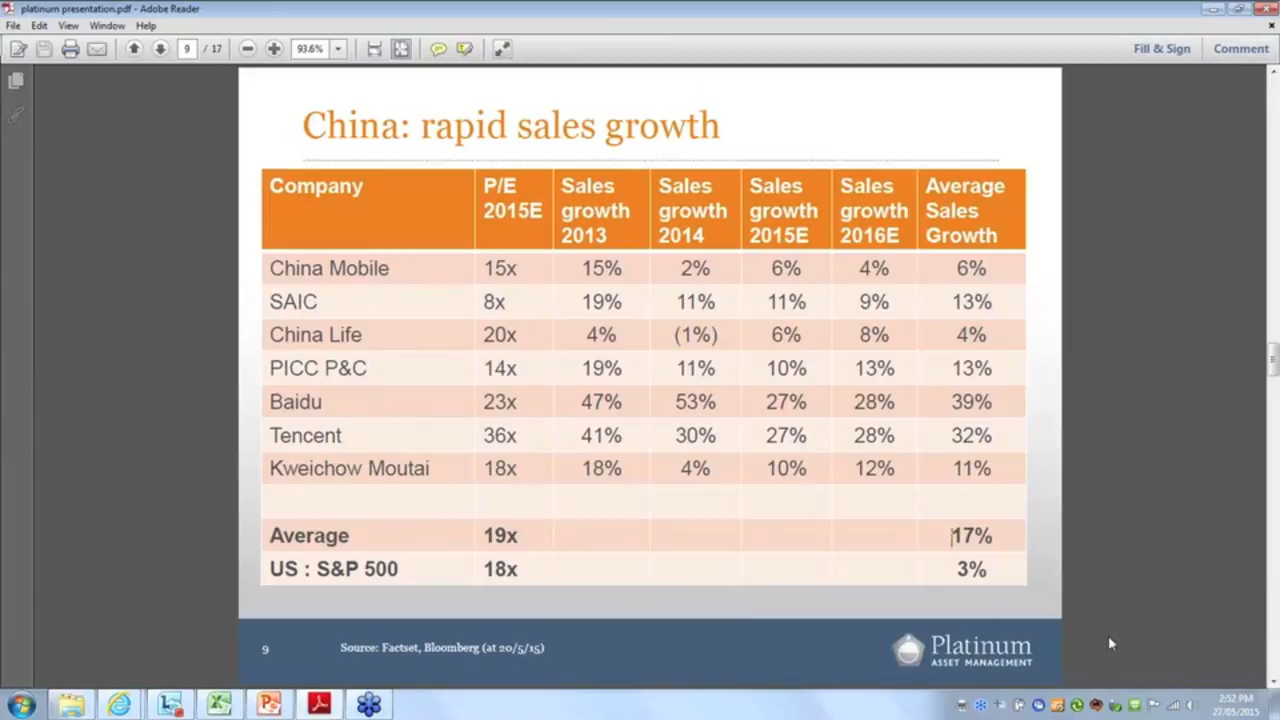 platinum presentation.pdf - Adobe Reader
File Edit View Window Help
9 / 17 93.6% Fill & Sign Comment
China: rapid sales growth
Company P/E 2015E Sales growth 2013 Sales growth 2014 Sales growth 2015E Sales growth 2016E Average Sales Growth
China Mobile 15x 15% 2% 6% 4% 6%
SAIC 8x 19% 11% 11% 9% 13%
China Life 20x 4% (1%) 6% 8% 4%
PICC P&C 14x 19% 11% 10% 13% 13%
Baidu 23x 47% 53% 27% 28% 39%
Tencent 36x 41% 30% 27% 28% 32%
Kweichow Moutai 18x 18% 4% 10% 12% 11%
Average 19x 17%
US : S&P 500 18x 3%
9 Source: Factset, Bloomberg (at 20/5/15) Platinum
ASSET MANAGEMENT
2:52 PM
27/05/2015